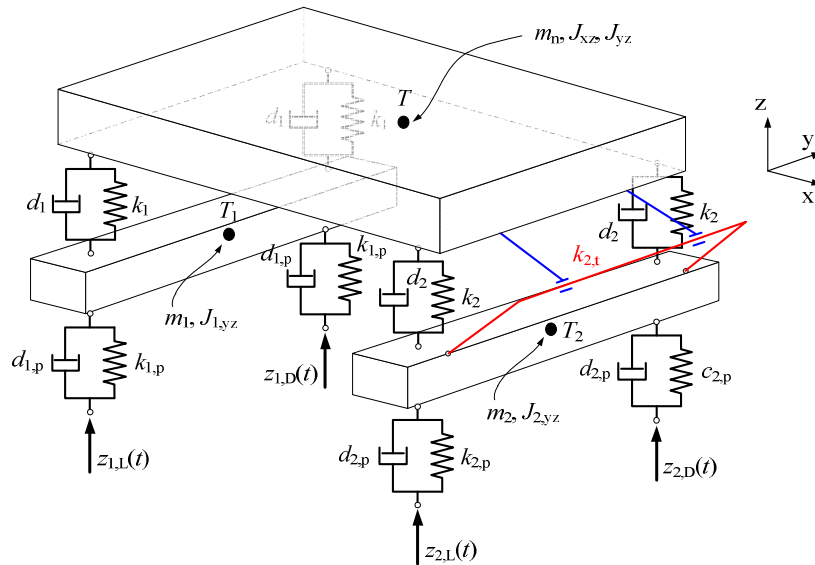 m_n, J_xz, J_yz
T
z
y
x
d_1
k_1
d_1
k_1
T_1
d_2
k_2
k_2,t
d_1,p
k_1,p
d_2
k_2
m_1, J_1,yz
T_2
d_1,p
k_1,p
z_1,D(t)
m_2, J_2,yz
d_2,p
c_2,p
z_1,L(t)
d_2,p
k_2,p
z_2,D(t)
z_2,L(t)